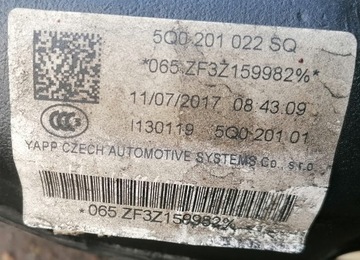 5Q0 201 022 SQ
*065 ZF3Z159982%*
11/07/2017 08 43.09
CCC
I130119 5Q0 201 01
YAPP CZECH AUTOMOTIVE SYSTEMS Co., s.r.o
*065 ZF3Z159982%